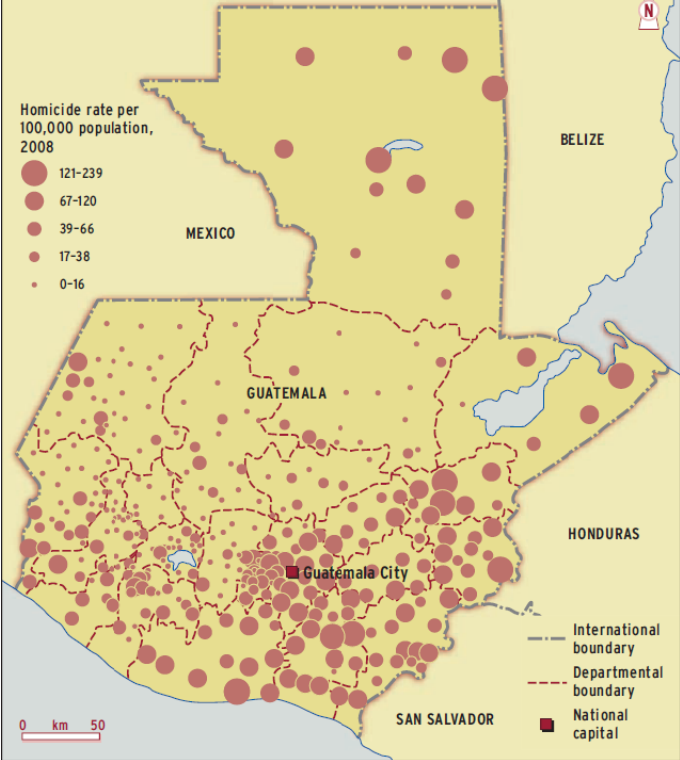 N
Homicide rate per
100,000 population,
2008
121–239
67–120
39–66
17–38
0–16
BELIZE
MEXICO
GUATEMALA
HONDURAS
Guatemala City
International
boundary
Departmental
boundary
National
capital
SAN SALVADOR
0 km 50